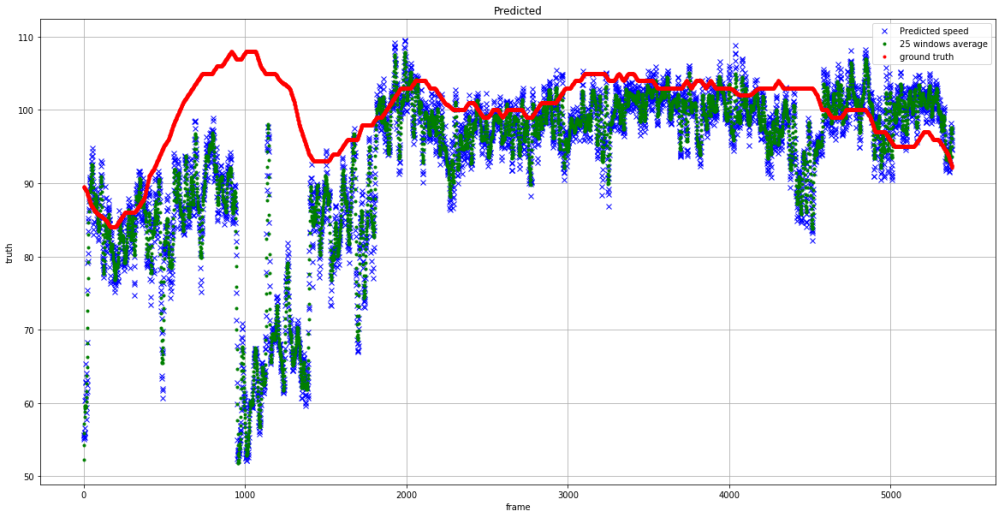 Predicted
Predicted speed
25 windows average
ground truth
truth
110
100
90
80
70
60
50
0
1000
2000
3000
4000
5000
frame